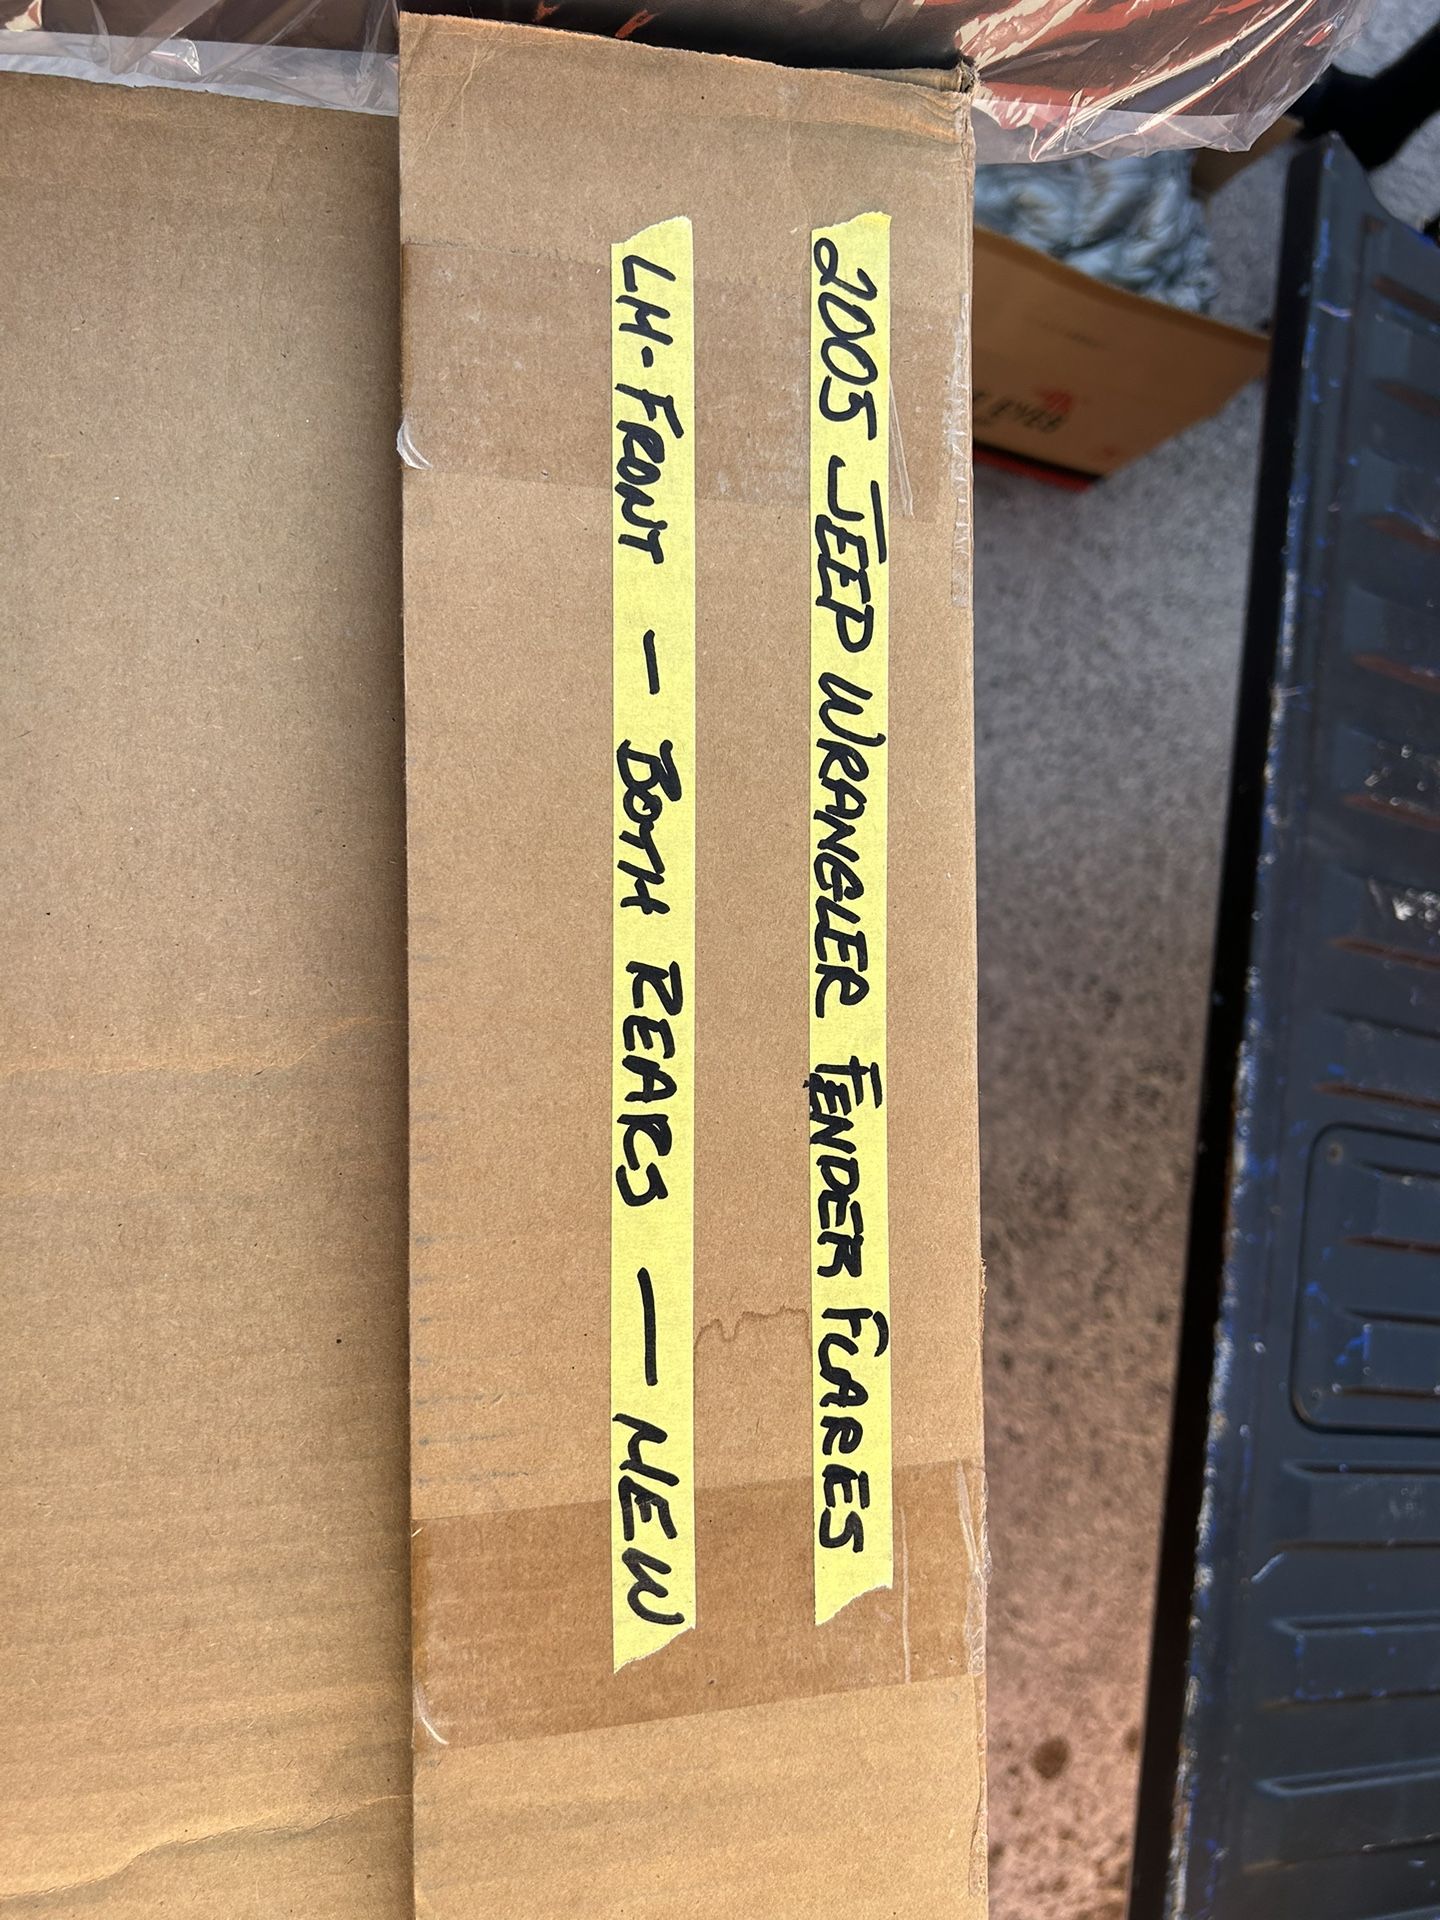 2005 JEEP WRANGLER FENDER FLARES
LH-FRONT — BOTH REARS — NEW